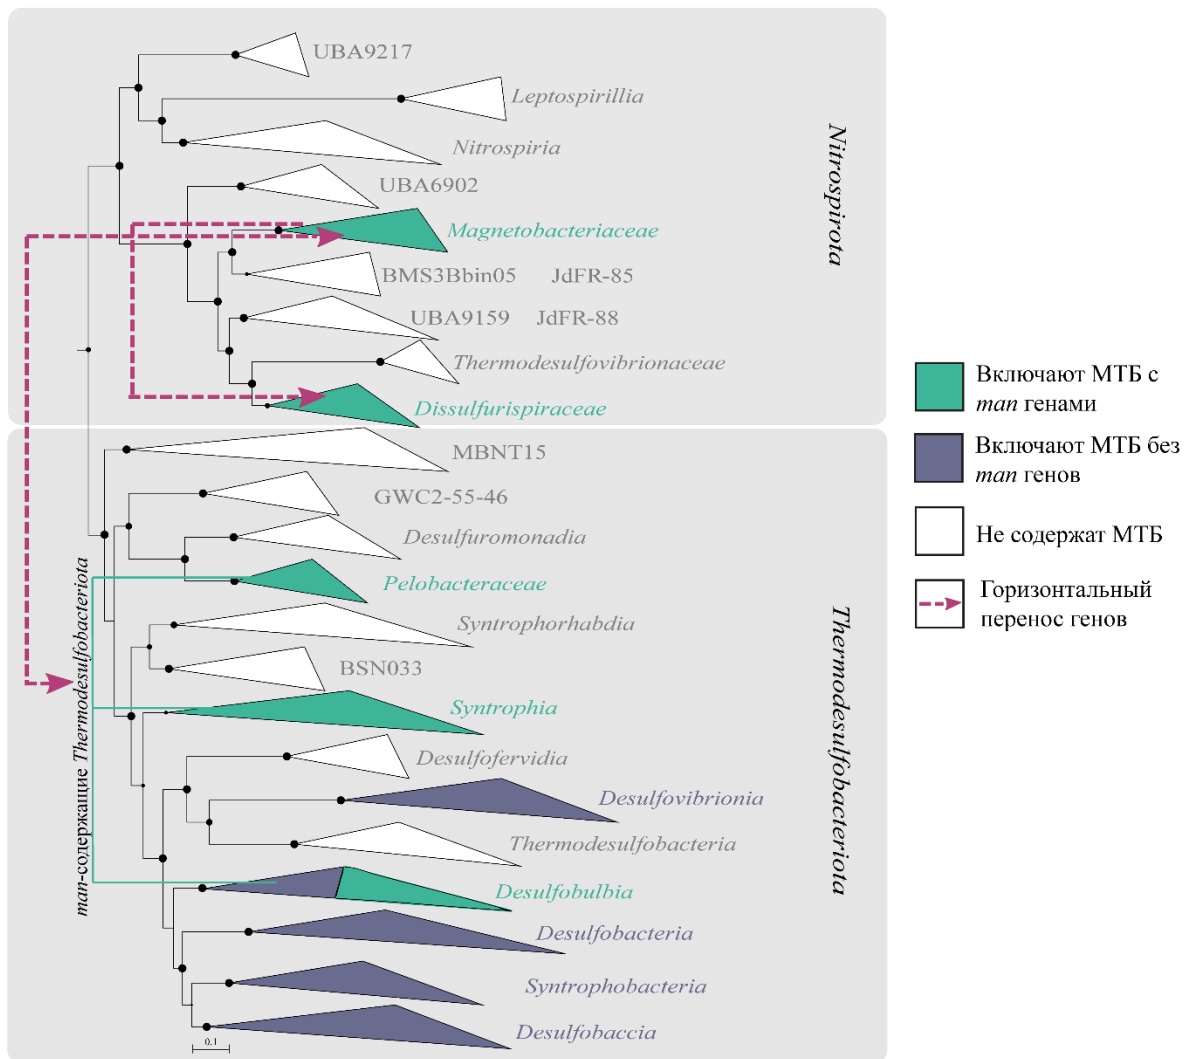 UBA9217
Leptospirillia
Nitrospiria
UBA6902
Magnetobacteriaceae
BMS3Bbin05 JdFR-85
UBA9159 JdFR-88
Thermodesulfovibrionaceae
Dissulfurispiraceae
Nitrospirota
MBNT15
GWC2-55-46
Desulfuromonadia
Pelobacteraceae
Syntrophorhabdia
BSN033
Syntrophia
Desulfofervidia
Desulfovibrionia
Thermodesulfobacteria
Desulfobulbia
Desulfobacteria
Syntrophobacteria
Desulfobaccia
Thermodesulfobacteriota
man-содержащие Thermodesulfobacteriota
0.1
Включают МТБ с
man генами
Включают МТБ без
man генов
Не содержат МТБ
Горизонтальный
перенос генов